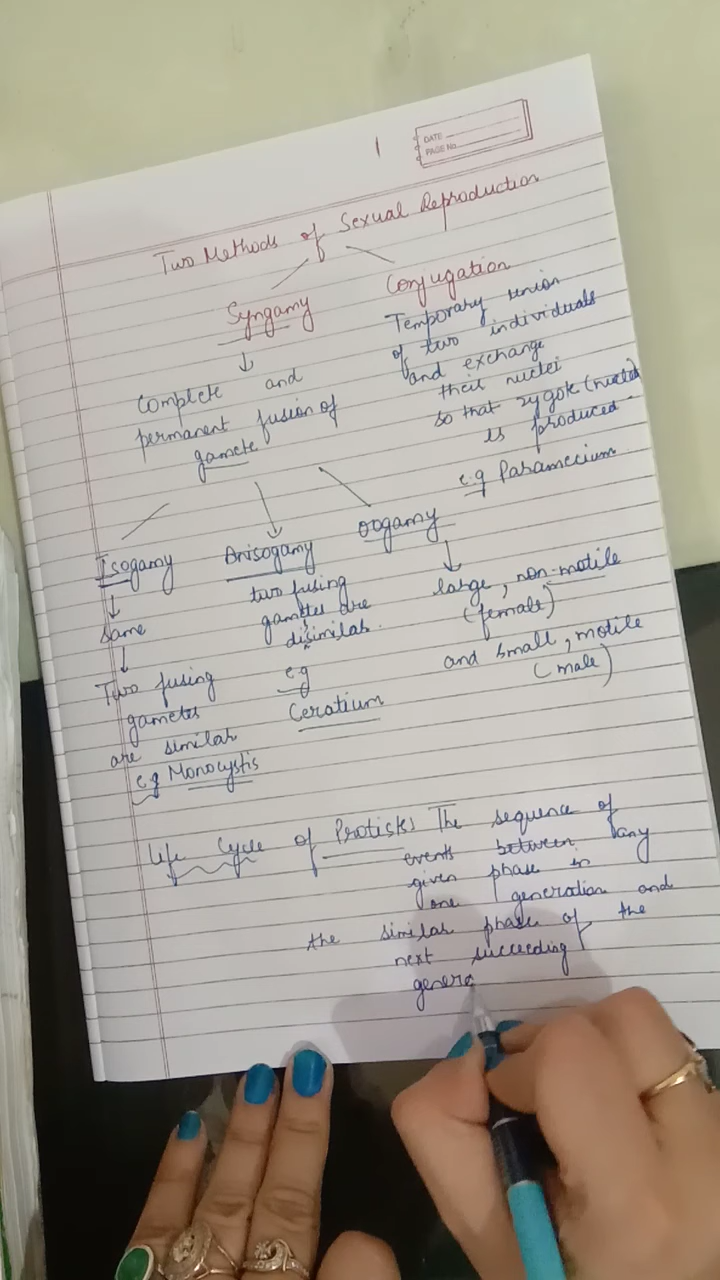 1
DATE
PAGE No.
Two Methods of Sexual Reproduction
Syngamy
Complete and
permanent fusion of
gamete
Conjugation
Temporary union
of two individuals
and exchange
their nuclei
so that zygote
is produced
e.g Paramecium
Isogamy
same
Two fusing
gametes
are similar
e.g Monocystis
Anisogamy
two fusing
gametes are
disimilar.
e.g
Ceratium
Oogamy
large, non-motile
(female)
and small, motile
(male)
Life Cycle of Protists The sequence of
events between any
given phase in
one generation and
the similar phase of the
next succeeding
genera